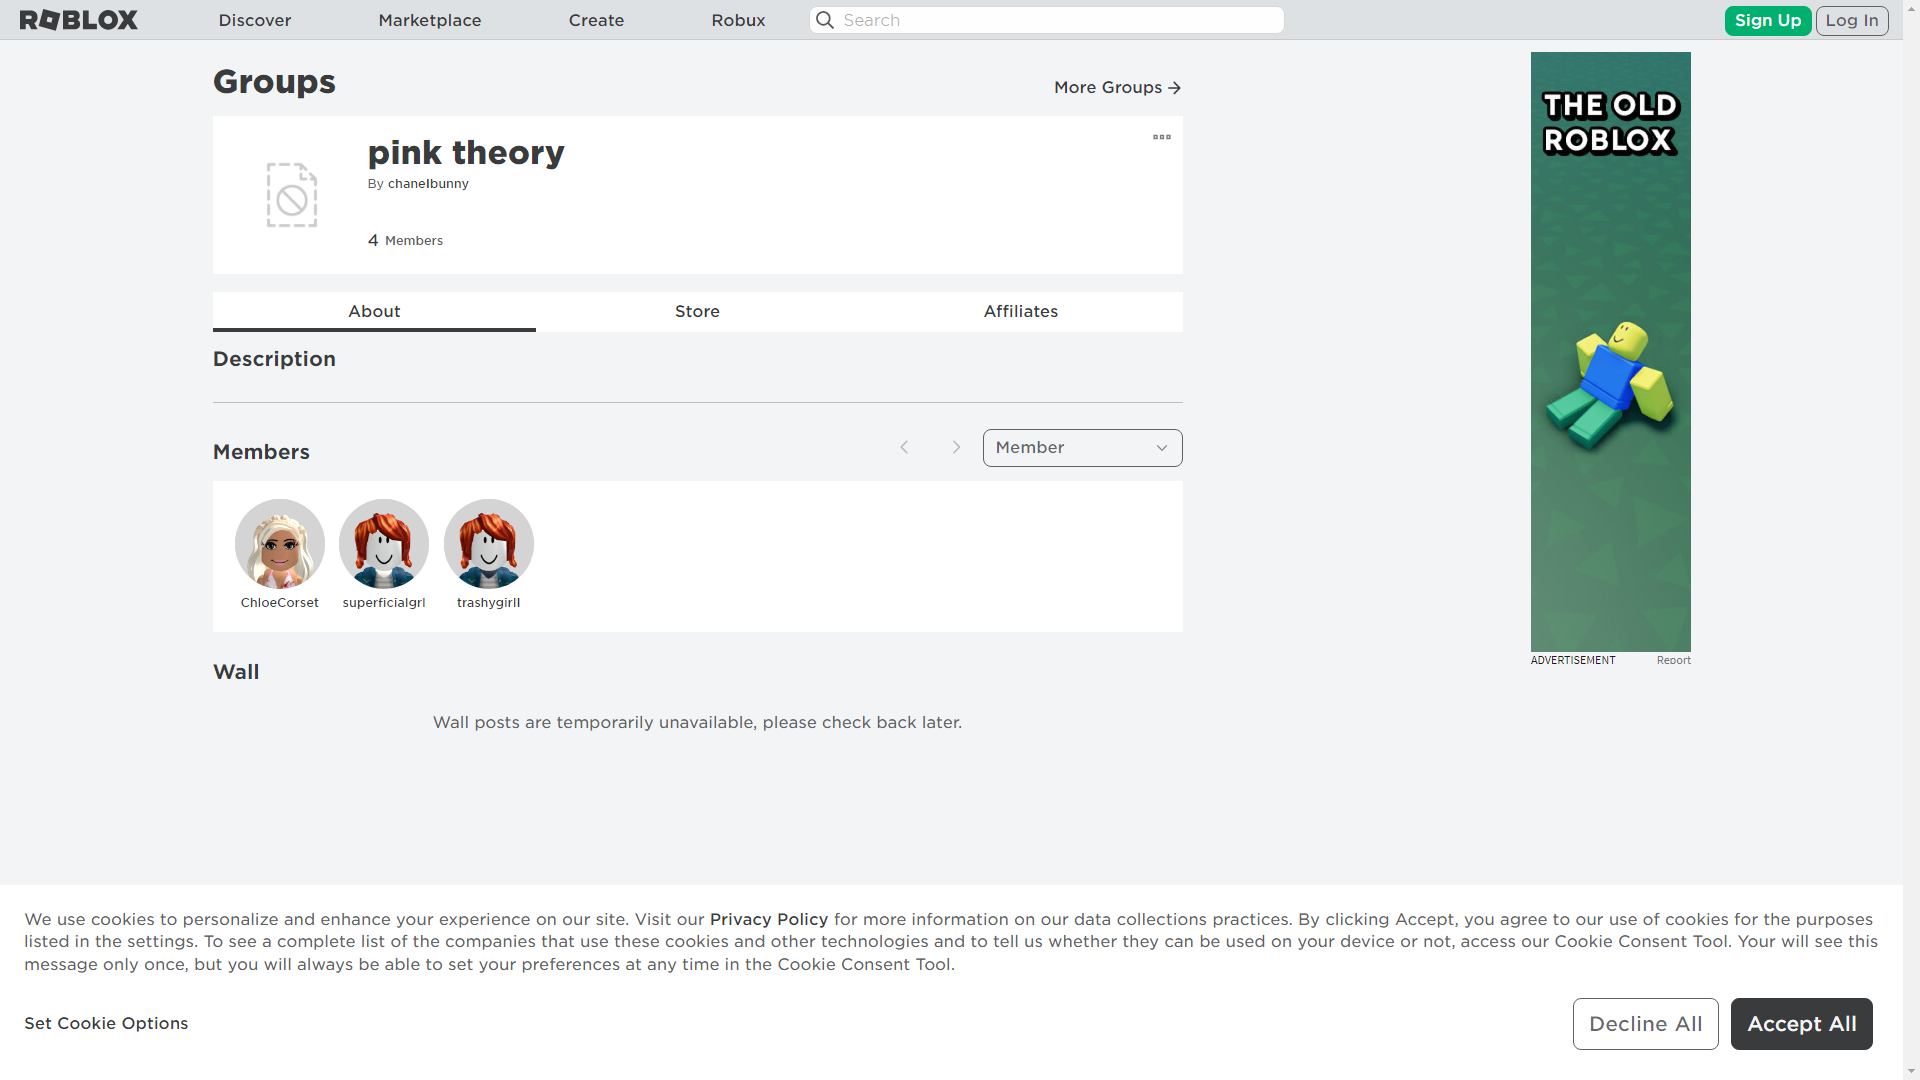 ROBLOX
Discover
Marketplace
Create
Robux
Search
Sign Up
Log In
Groups
More Groups
pink theory
By chanelbunny
4 Members
About
Store
Affiliates
Description
Members
Member
ChloeCorset
superficialgrl
trashygirll
Wall
Wall posts are temporarily unavailable, please check back later.
THE OLD
ROBLOX
ADVERTISEMENT
Report
We use cookies to personalize and enhance your experience on our site. Visit our Privacy Policy for more information on our data collections practices. By clicking Accept, you agree to our use of cookies for the purposes
listed in the settings. To see a complete list of the companies that use these cookies and other technologies and to tell us whether they can be used on your device or not, access our Cookie Consent Tool. Your will see this
message only once, but you will always be able to set your preferences at any time in the Cookie Consent Tool.
Set Cookie Options
Decline All
Accept All